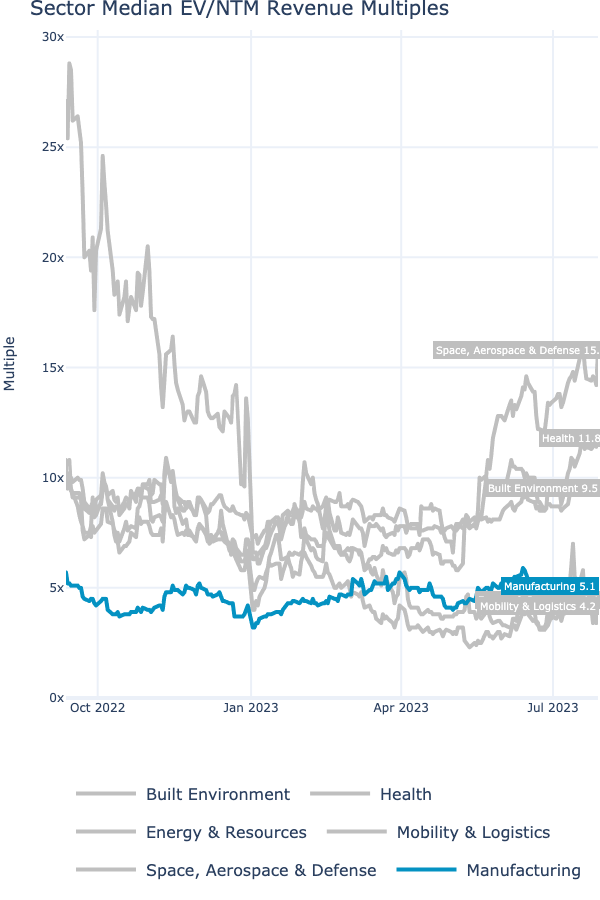 Sector Median EV/NTM Revenue Multiples
30x
25x
20x
15x
10x
5x
0x
Multiple
Space, Aerospace & Defense 15.
Health 11.8
Built Environment 9.5
Manufacturing 5.1
Mobility & Logistics 4.2
Oct 2022 Jan 2023 Apr 2023 Jul 2023
Built Environment Health
Energy & Resources Mobility & Logistics
Space, Aerospace & Defense Manufacturing